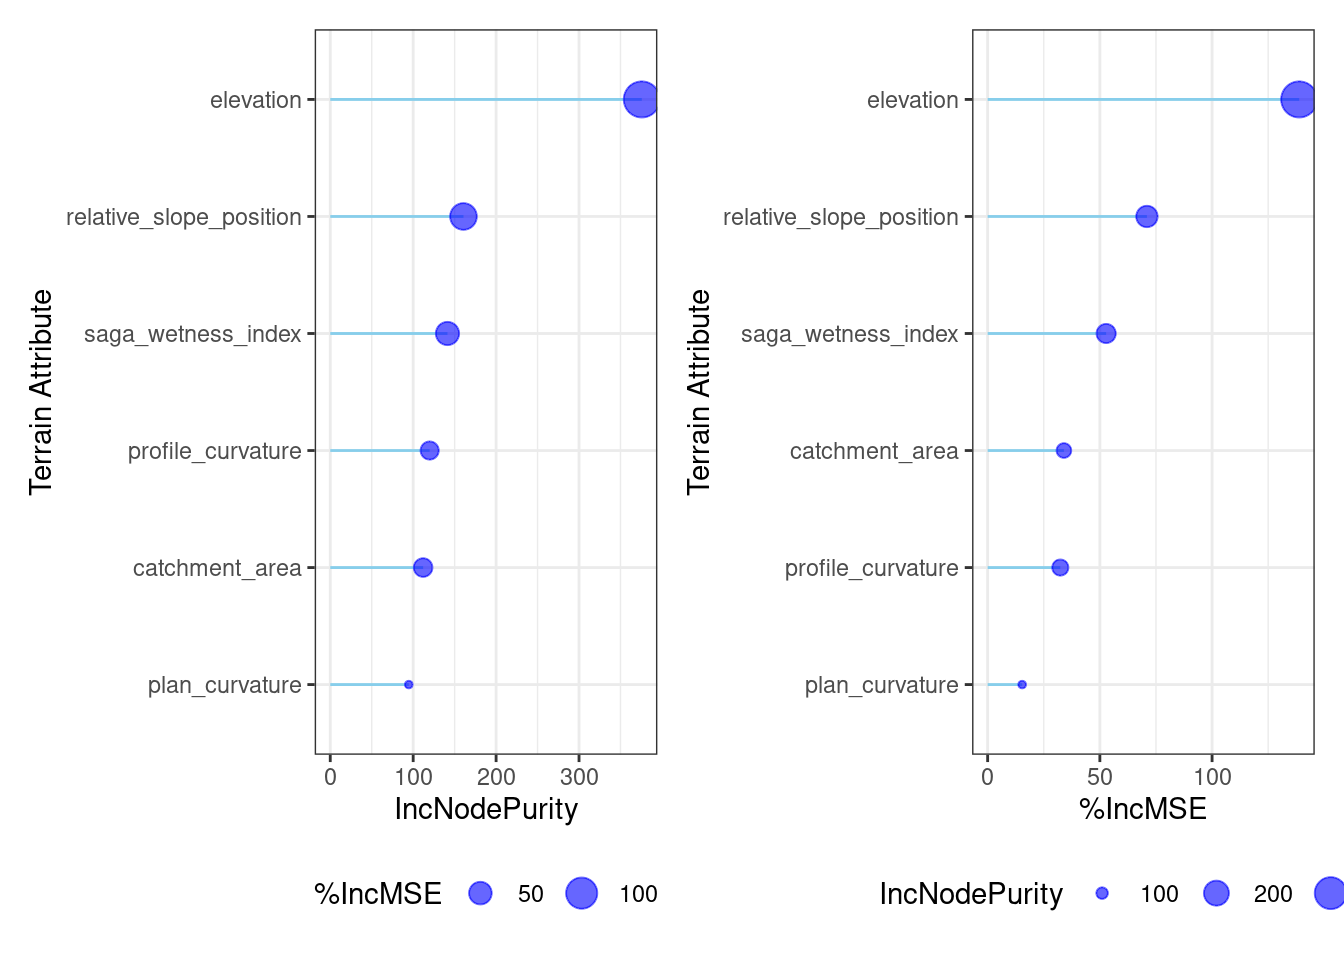 elevation
relative_slope_position
saga_wetness_index
profile_curvature
catchment_area
plan_curvature
Terrain Attribute
0 100 200 300
IncNodePurity
%IncMSE 50 100
elevation
relative_slope_position
saga_wetness_index
catchment_area
profile_curvature
plan_curvature
Terrain Attribute
0 50 100
%IncMSE
IncNodePurity 100 200